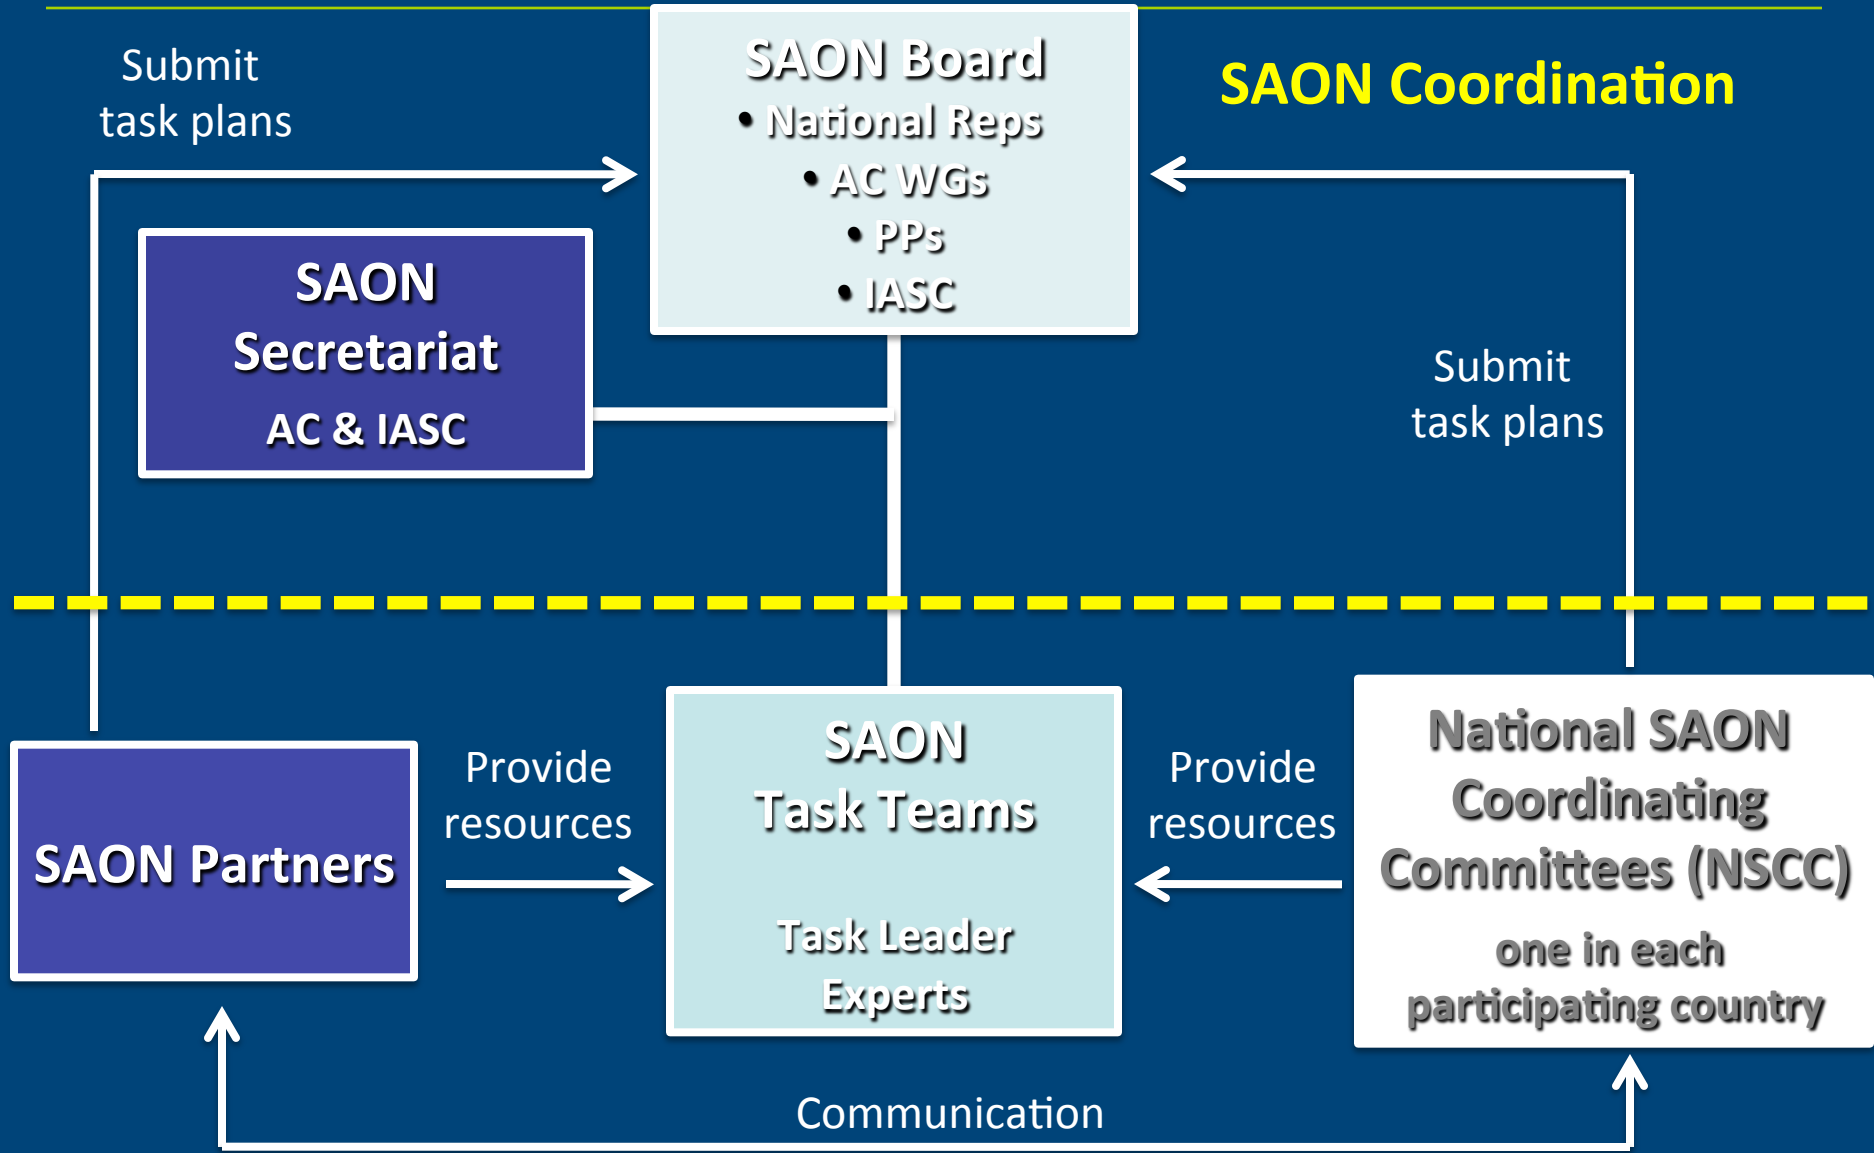 Submit
task plans
SAON Board
• National Reps
• AC WGs
• PPs
• IASC
SAON Coordination
SAON
Secretariat
AC & IASC
Submit
task plans
SAON Partners
Provide
resources
SAON
Task Teams
Task Leader
Experts
Provide
resources
National SAON
Coordinating
Committees (NSCC)
one in each
participating country
Communication